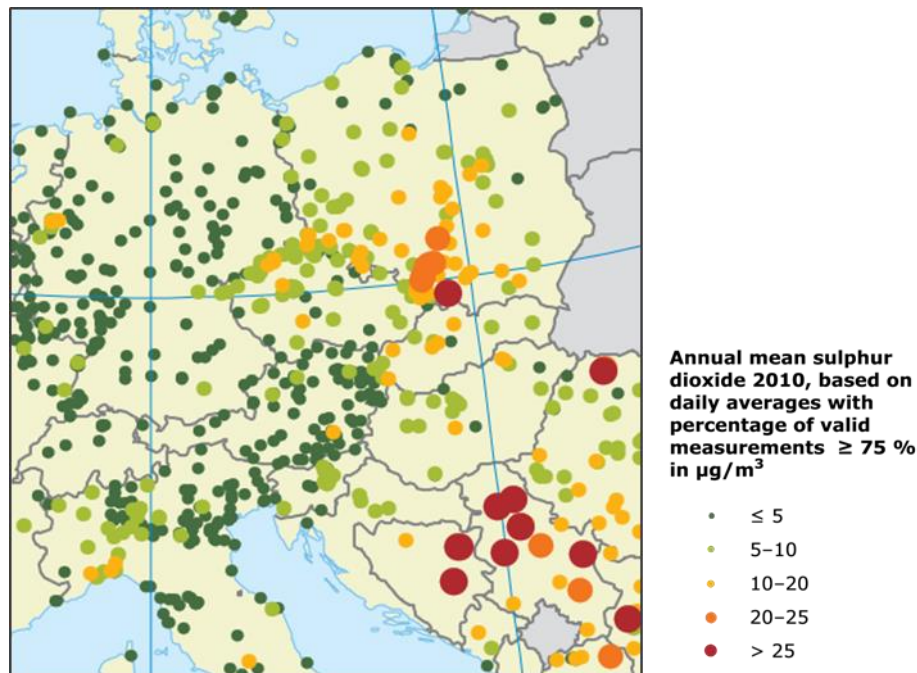 Annual mean sulphur
dioxide 2010, based on
daily averages with
percentage of valid
measurements ≥ 75 %
in µg/m³
≤ 5
5–10
10–20
20–25
> 25